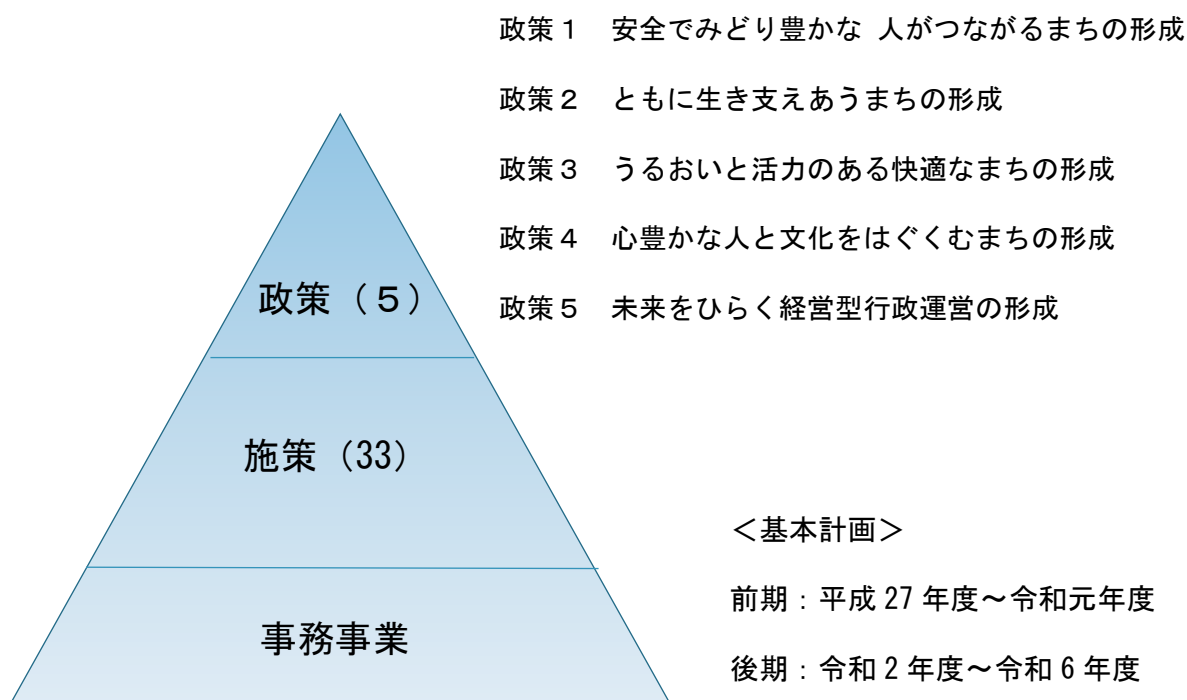 政策１　安全でみどり豊かな 人がつながるまちの形成
政策２　ともに生き支えあうまちの形成
政策３　うるおいと活力のある快適なまちの形成
政策４　心豊かな人と文化をはぐくむまちの形成
政策５　未来をひらく経営型行政運営の形成
政策（５）
施策（33）
事務事業
＜基本計画＞
前期：平成 27 年度～令和元年度
後期：令和 2 年度～令和 6 年度